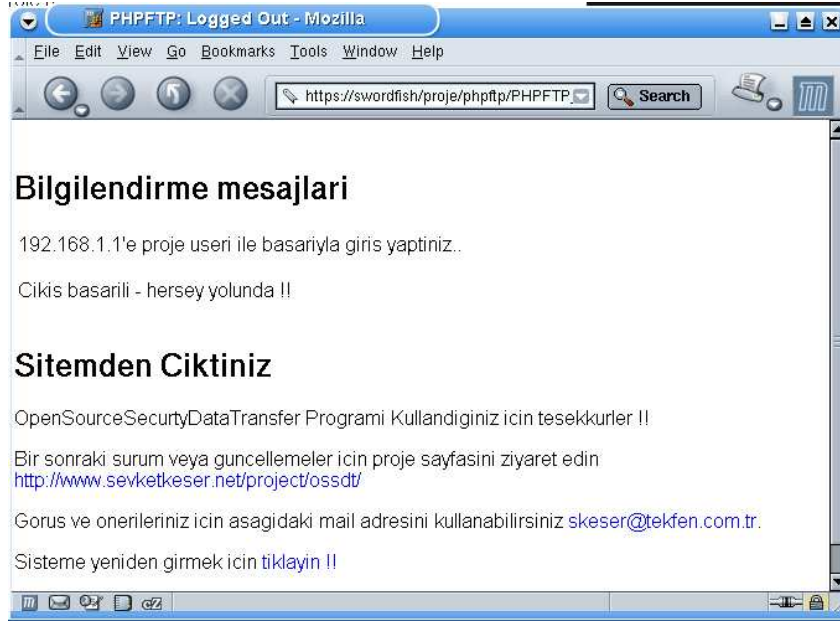 PHPFTP: Logged Out - Mozilla
File Edit View Go Bookmarks Tools Window Help
https://swordfish/proje/phpftp/PHPFTP_ Search
Bilgilendirme mesajlari
192.168.1.1'e proje useri ile basariyla giris yaptiniz..
Cikis basarili - hersey yolunda !!
Sitemden Ciktiniz
OpenSourceSecurtyDataTransfer Programi Kullandiginiz icin tesekkurler !!
Bir sonraki surum veya guncellemeler icin proje sayfasini ziyaret edin
http://www.sevketkeser.net/project/ossdt/
Gorus ve onerileriniz icin asagidaki mail adresini kullanabilirsiniz skeser@tekfen.com.tr.
Sisteme yeniden girmek icin tiklayin !!